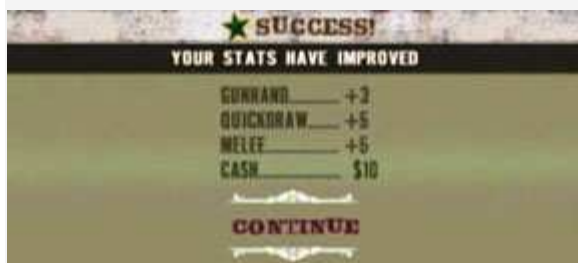 SUCCESS!
YOUR STATS HAVE IMPROVED
GUNHAND +3
QUICKDRAW +5
MELEE +5
CASH $10
CONTINUE